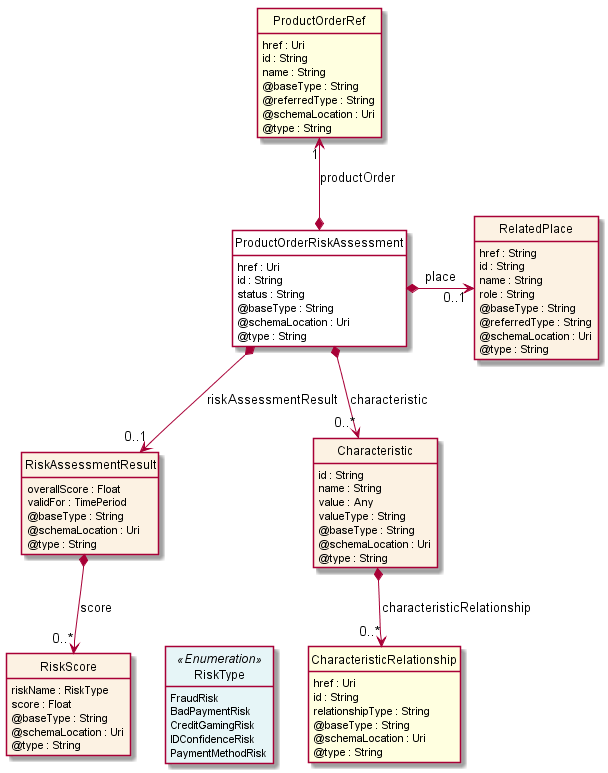 ProductOrderRef
href : Uri
id : String
name : String
@baseType : String
@referredType : String
@schemaLocation : Uri
@type : String
1
productOrder
ProductOrderRiskAssessment
href : Uri
id : String
status : String
@baseType : String
@schemaLocation : Uri
@type : String
place
0..1
RelatedPlace
href : String
id : String
name : String
role : String
@baseType : String
@referredType : String
@schemaLocation : Uri
@type : String
riskAssessmentResult
0..1
characteristic
0..*
RiskAssessmentResult
overallScore : Float
validFor : TimePeriod
@baseType : String
@schemaLocation : Uri
@type : String
Characteristic
id : String
name : String
value : Any
valueType : String
@baseType : String
@schemaLocation : Uri
@type : String
score
0..*
characteristicRelationship
0..*
RiskScore
riskName : RiskType
score : Float
@baseType : String
@schemaLocation : Uri
@type : String
«Enumeration»
RiskType
FraudRisk
BadPaymentRisk
CreditGamingRisk
IDConfidenceRisk
PaymentMethodRisk
CharacteristicRelationship
href : Uri
id : String
relationshipType : String
@baseType : String
@schemaLocation : Uri
@type : String